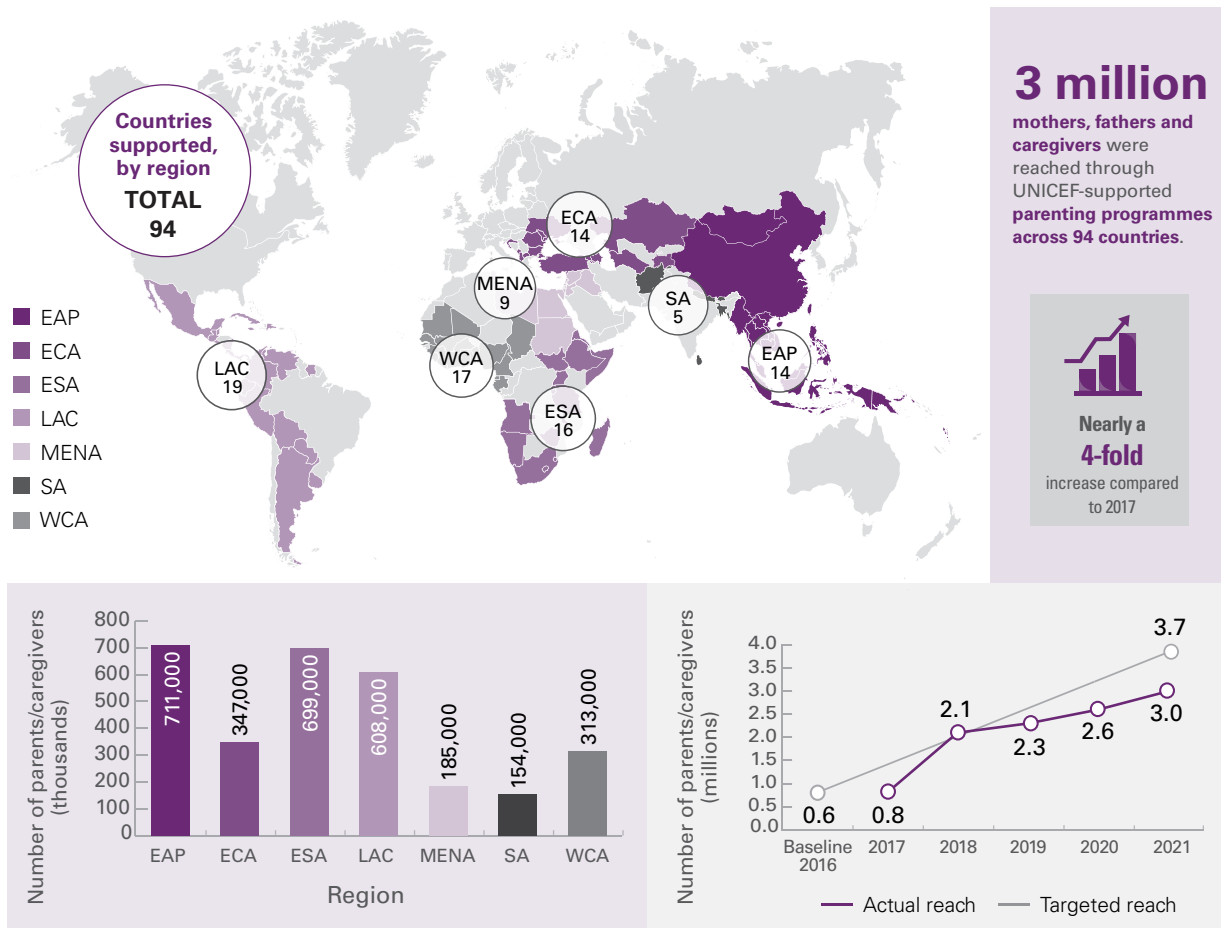 Countries
supported,
by region
TOTAL
94
ECA
14
MENA
9
SA
5
WCA
17
EAP
14
LAC
19
ESA
16
EAP
ECA
ESA
LAC
MENA
SA
WCA
3 million
mothers, fathers and
caregivers were
reached through
UNICEF-supported
parenting programmes
across 94 countries.
Nearly a
4-fold
increase compared
to 2017
Number of parents/caregivers
(thousands)
800
700
600
500
400
300
200
100
0
711,000
347,000
699,000
608,000
185,000
154,000
313,000
EAP ECA ESA LAC MENA SA WCA
Region
Number of parents/caregivers
(millions)
4.0
3.5
3.0
2.5
2.0
1.5
1.0
0.5
0.0
0.6
0.8
2.1
2.3
2.6
3.0
3.7
Baseline 2017 2018 2019 2020 2021
2016
Actual reach Targeted reach